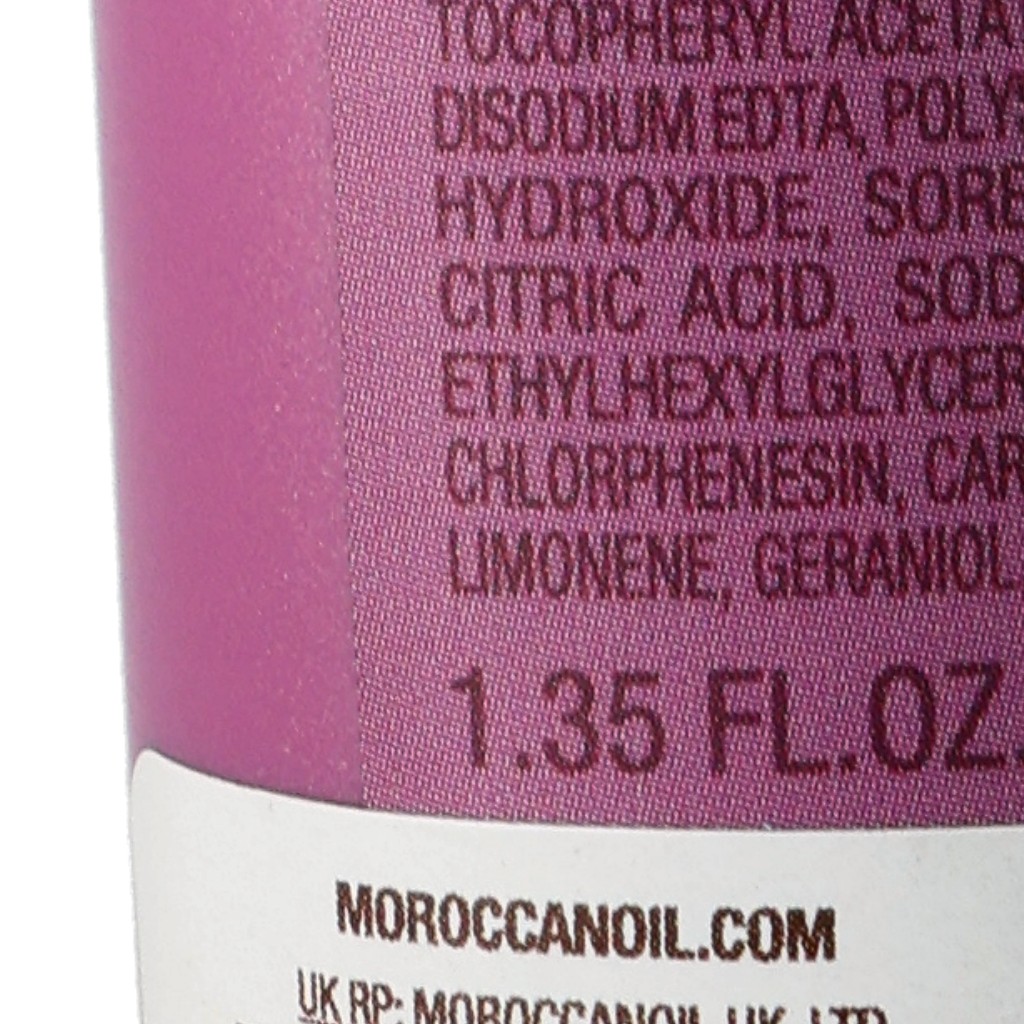 TOCOPHERYL ACETA
DISODIUM EDTA, POLY
HYDROXIDE, SORB
CITRIC ACID, SOD
ETHYLHEXYLGLYCER
CHLORPHENESIN, CAR
LIMONENE, GERANIOL
1.35 FL.OZ.
MOROCCANOIL.COM
UK RP: MOROCCANOIL UK LTD